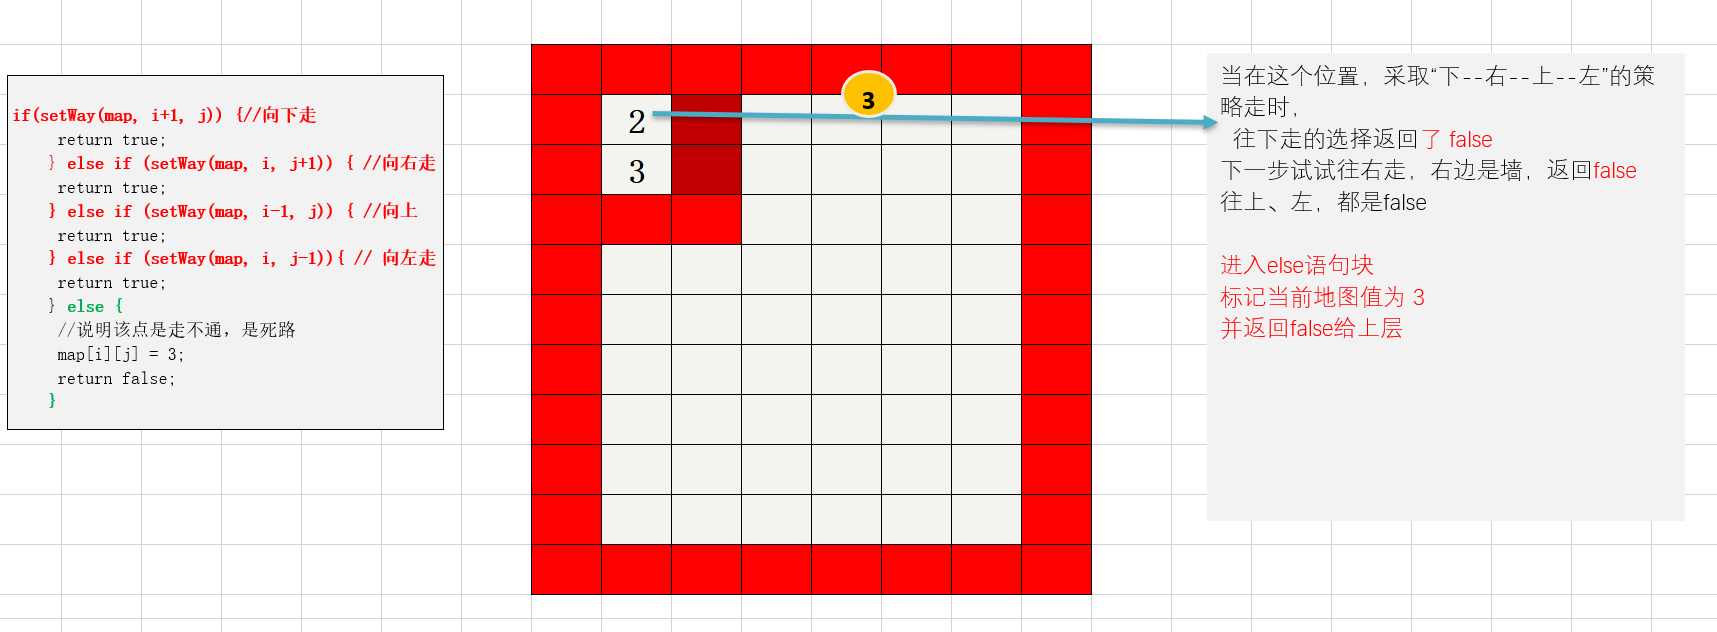 if(setWay(map, i+1, j)) {//向下走
return true;
} else if (setWay(map, i, j+1)) { //向右走
return true;
} else if (setWay(map, i-1, j)) { //向上
return true;
} else if (setWay(map, i, j-1)){ // 向左走
return true;
} else {
//说明该点是走不通，是死路
map[i][j] = 3;
return false;
}
3
2
3
当在这个位置，采取“下--右--上--左”的策
略走时，
往下走的选择返回了 false
下一步试试往右走，右边是墙，返回false
往上、左，都是false
进入else语句块
标记当前地图值为 3
并返回false给上层